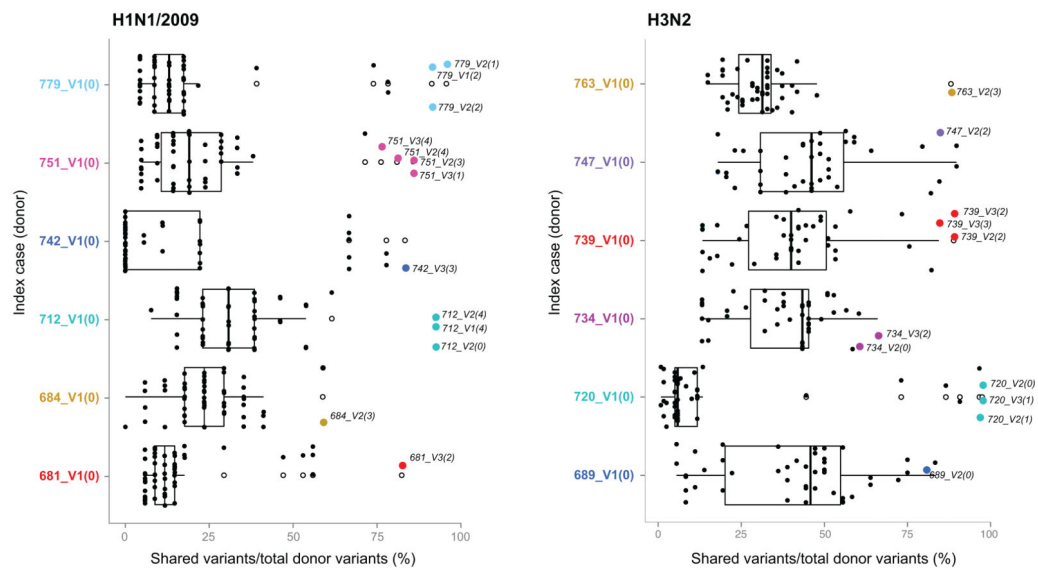 H1N1/2009
Index case (donor)
779_V1(0)
779_V2(1)
779_V1(2)
779_V2(2)
751_V1(0)
751_V3(4)
751_V2(4)
751_V2(3)
751_V3(1)
742_V1(0)
742_V3(3)
712_V1(0)
712_V2(4)
712_V1(4)
712_V2(0)
684_V1(0)
684_V2(3)
681_V1(0)
681_V3(2)
0 25 50 75 100
Shared variants/total donor variants (%)
H3N2
Index case (donor)
763_V1(0)
763_V2(3)
747_V1(0)
747_V2(2)
739_V1(0)
739_V3(2)
739_V3(3)
739_V2(2)
734_V1(0)
734_V3(2)
734_V2(0)
720_V1(0)
720_V2(0)
720_V3(1)
720_V2(1)
689_V1(0)
689_V2(0)
0 25 50 75 100
Shared variants/total donor variants (%)